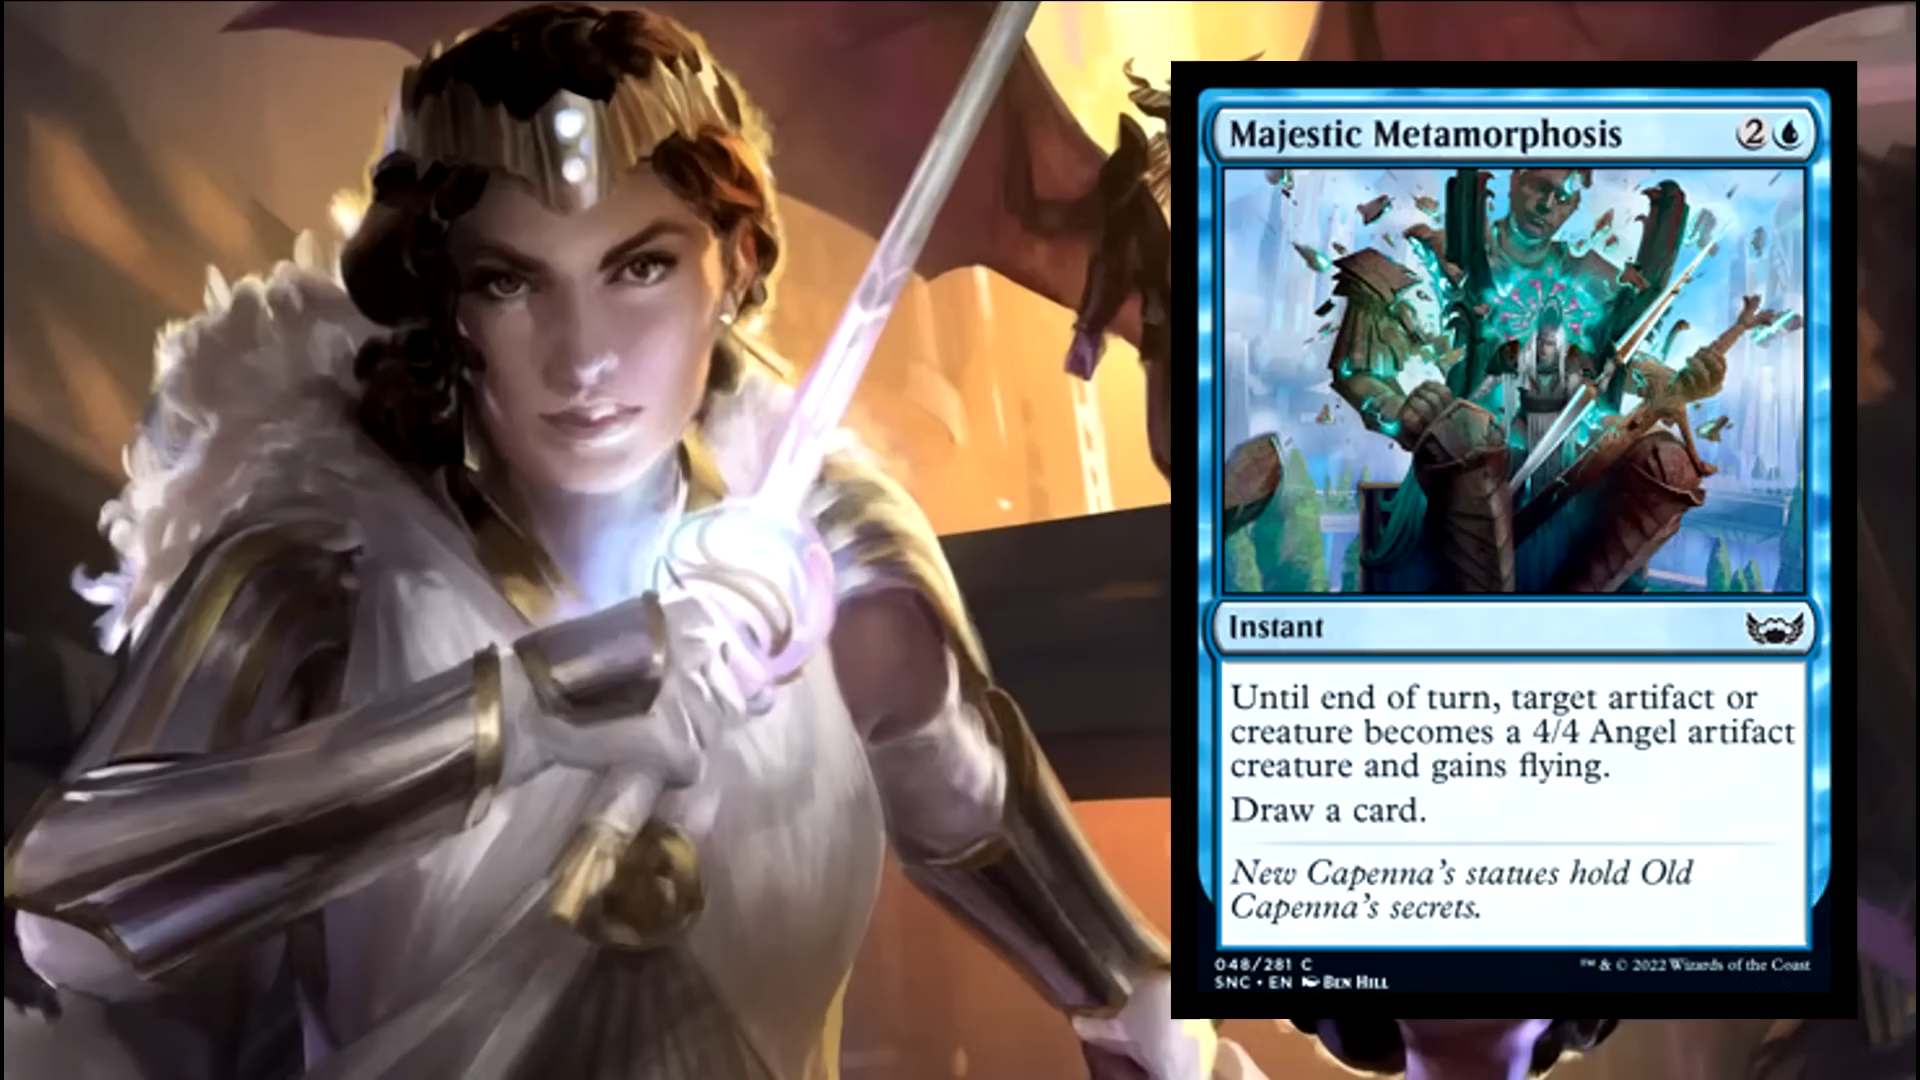 Majestic Metamorphosis 2
Instant
Until end of turn, target artifact or
creature becomes a 4/4 Angel artifact
creature and gains flying.
Draw a card.
New Capenna's statues hold Old
Capenna's secrets.
048/281 C
™ & © 2022 Wizards of the Coast
SNC • EN Ben Hill